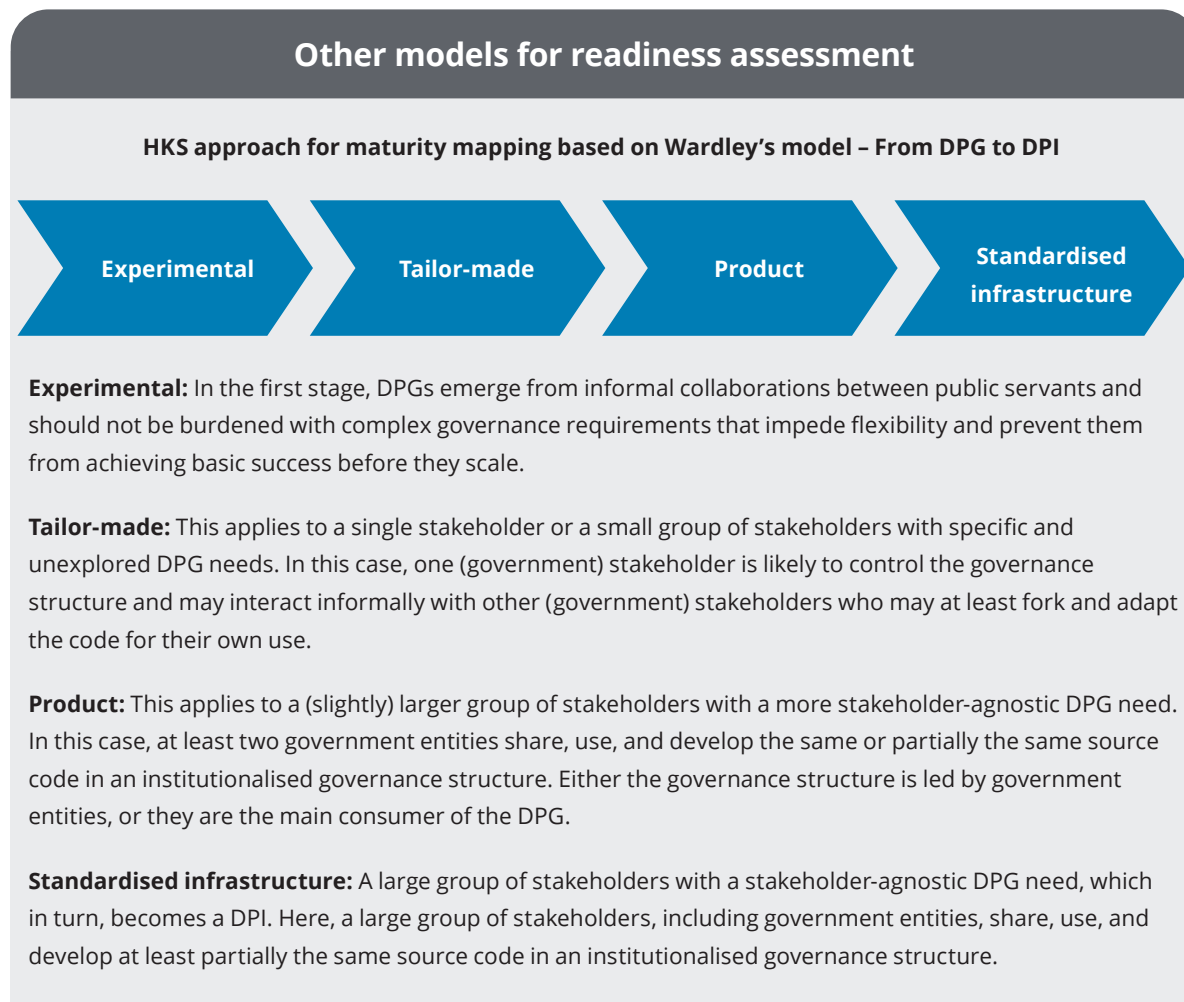 Other models for readiness assessment
HKS approach for maturity mapping based on Wardley’s model – From DPG to DPI
Experimental
Tailor-made
Product
Standardised
infrastructure
Experimental: In the first stage, DPGs emerge from informal collaborations between public servants and
should not be burdened with complex governance requirements that impede flexibility and prevent them
from achieving basic success before they scale.
Tailor-made: This applies to a single stakeholder or a small group of stakeholders with specific and
unexplored DPG needs. In this case, one (government) stakeholder is likely to control the governance
structure and may interact informally with other (government) stakeholders who may at least fork and adapt
the code for their own use.
Product: This applies to a (slightly) larger group of stakeholders with a more stakeholder-agnostic DPG need.
In this case, at least two government entities share, use, and develop the same or partially the same source
code in an institutionalised governance structure. Either the governance structure is led by government
entities, or they are the main consumer of the DPG.
Standardised infrastructure: A large group of stakeholders with a stakeholder-agnostic DPG need, which
in turn, becomes a DPI. Here, a large group of stakeholders, including government entities, share, use, and
develop at least partially the same source code in an institutionalised governance structure.